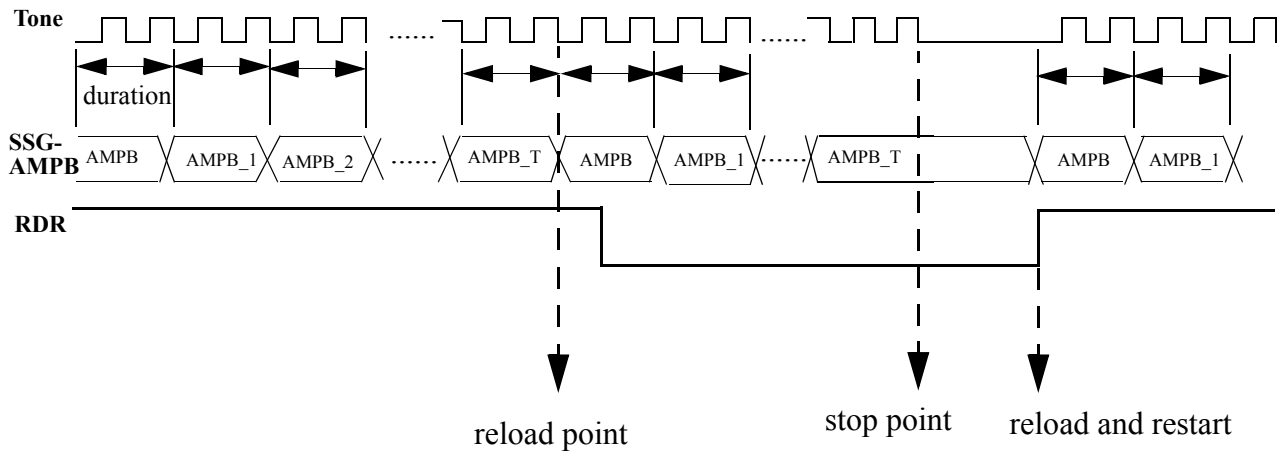 Tone
......
......
duration
SSG-
AMPB
AMPB AMPB_1 AMPB_2 ...... AMPB_T AMPB AMPB_1 ...... AMPB_T AMPB AMPB_1
RDR
reload point
stop point
reload and restart